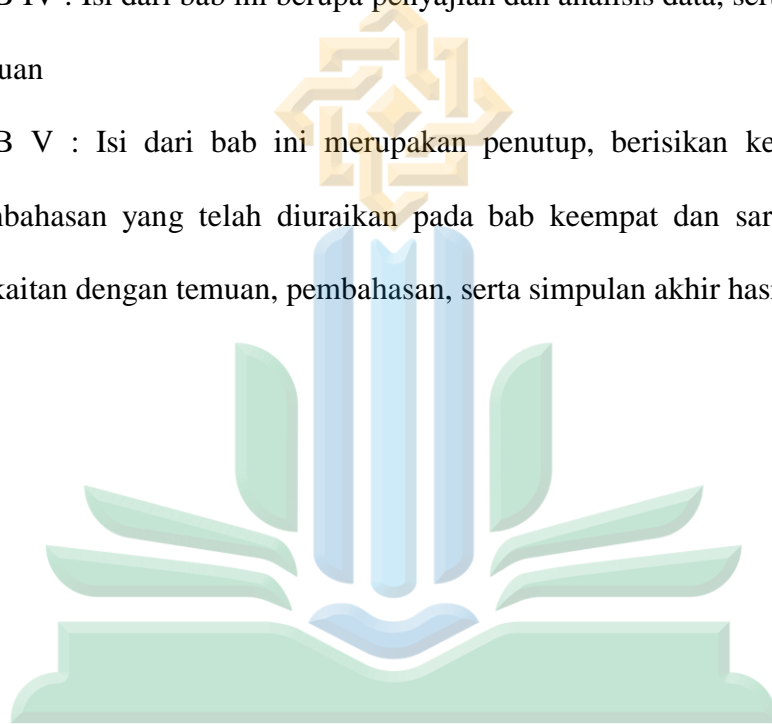 B IV : Isi dari bab ini berupa penyajian dan analisis data, ser
uan
B V : Isi dari bab ini merupakan penutup, berisikan ke
nbahasan yang telah diuraikan pada bab keempat dan sar
kaitan dengan temuan, pembahasan, serta simpulan akhir has